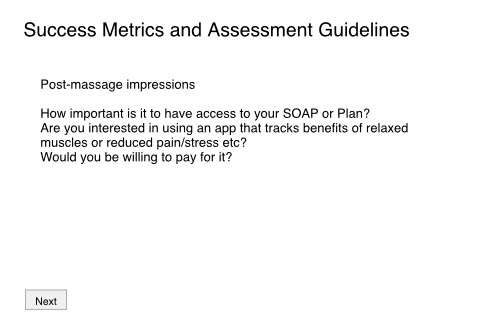 Success Metrics and Assessment Guidelines
Post-massage impressions
How important is it to have access to your SOAP or Plan?
Are you interested in using an app that tracks benefits of relaxed
muscles or reduced pain/stress etc?
Would you be willing to pay for it?
Next